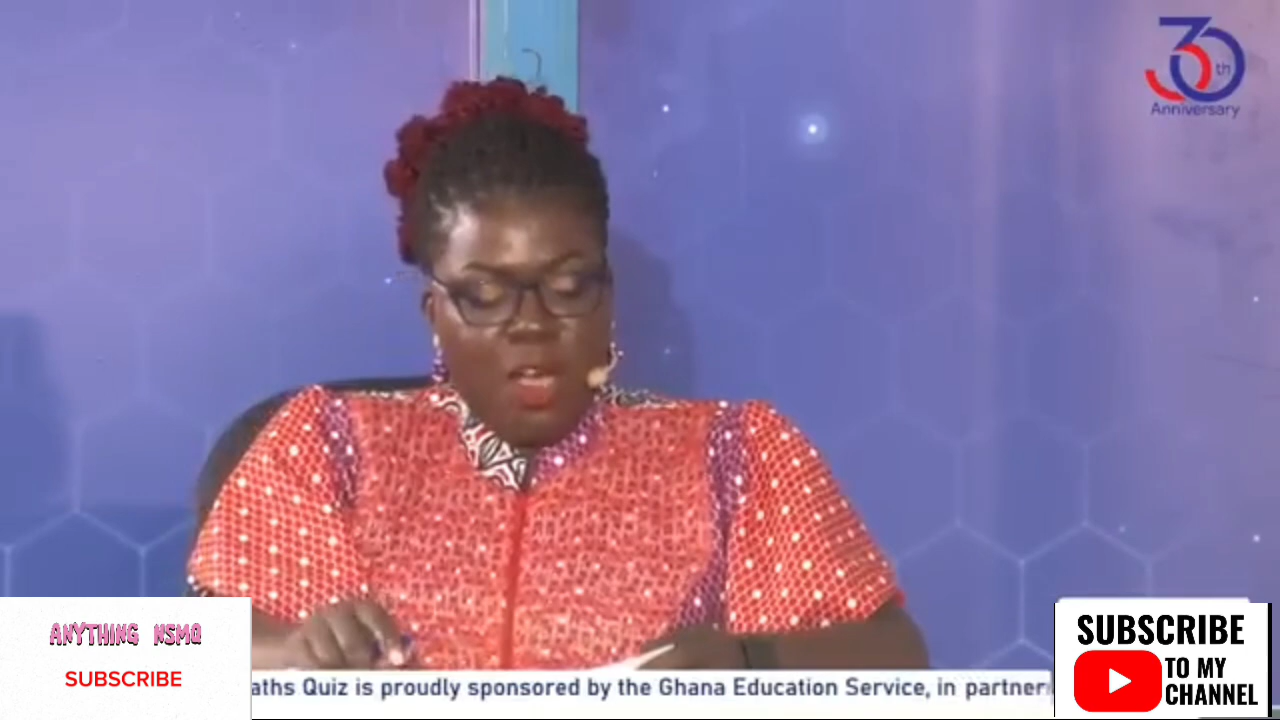 30th
Anniversary
ANYTHING NSMQ
SUBSCRIBE
aths Quiz is proudly sponsored by the Ghana Education Service, in partner
SUBSCRIBE
TO MY
CHANNEL